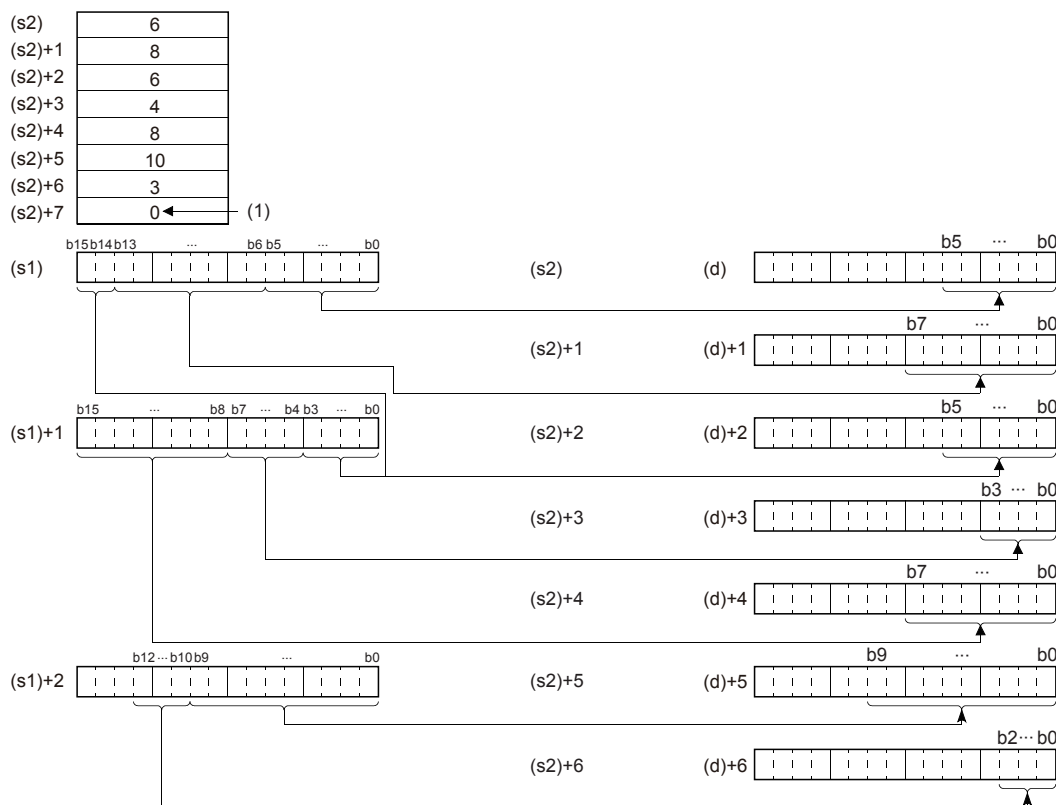 (s2) 6
(s2)+1 8
(s2)+2 6
(s2)+3 4
(s2)+4 8
(s2)+5 10
(s2)+6 3
(s2)+7 0 (1)
b15 b14 b13 ... b6 b5 ... b0 b5 ... b0
(s1) (s2) (d)
b7 ... b0
(s2)+1 (d)+1
b15 ... b8 b7 ... b4 b3 ... b0 b5 ... b0
(s1)+1 (s2)+2 (d)+2
b3 ... b0
(s2)+3 (d)+3
b7 ... b0
(s2)+4 (d)+4
b12 ... b10 b9 ... b0 b9 ... b0
(s1)+2 (s2)+5 (d)+5
b2 ... b0
(s2)+6 (d)+6